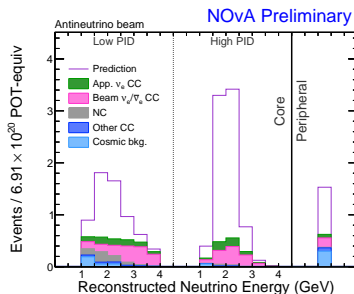 NOvA Preliminary
Antineutrino beam
Low PID
High PID
Core
Peripheral
Prediction
App. νe CC
Beam νe/ν̅e CC
NC
Other CC
Cosmic bkg.
Events / 6.91 × 10²⁰ POT-equiv
4
3
2
1
0
1 2 3 4
1 2 3 4
Reconstructed Neutrino Energy (GeV)